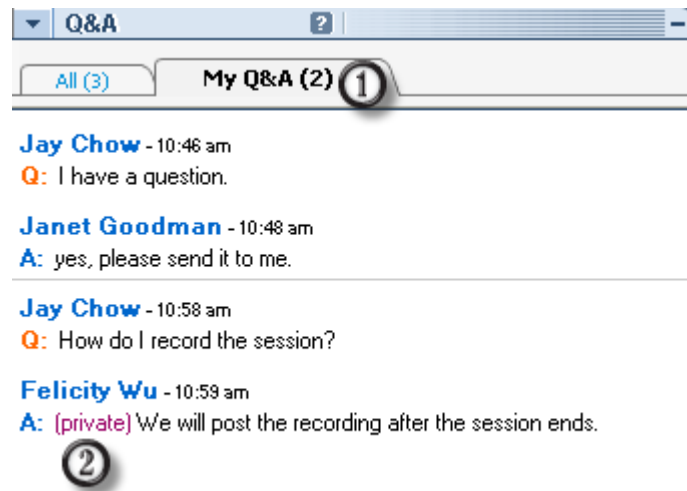 Q&A ?
All (3) My Q&A (2) 1
Jay Chow - 10:46 am
Q: I have a question.
Janet Goodman - 10:48 am
A: yes, please send it to me.
Jay Chow - 10:58 am
Q: How do I record the session?
Felicity Wu - 10:59 am
A: (private) We will post the recording after the session ends.
2